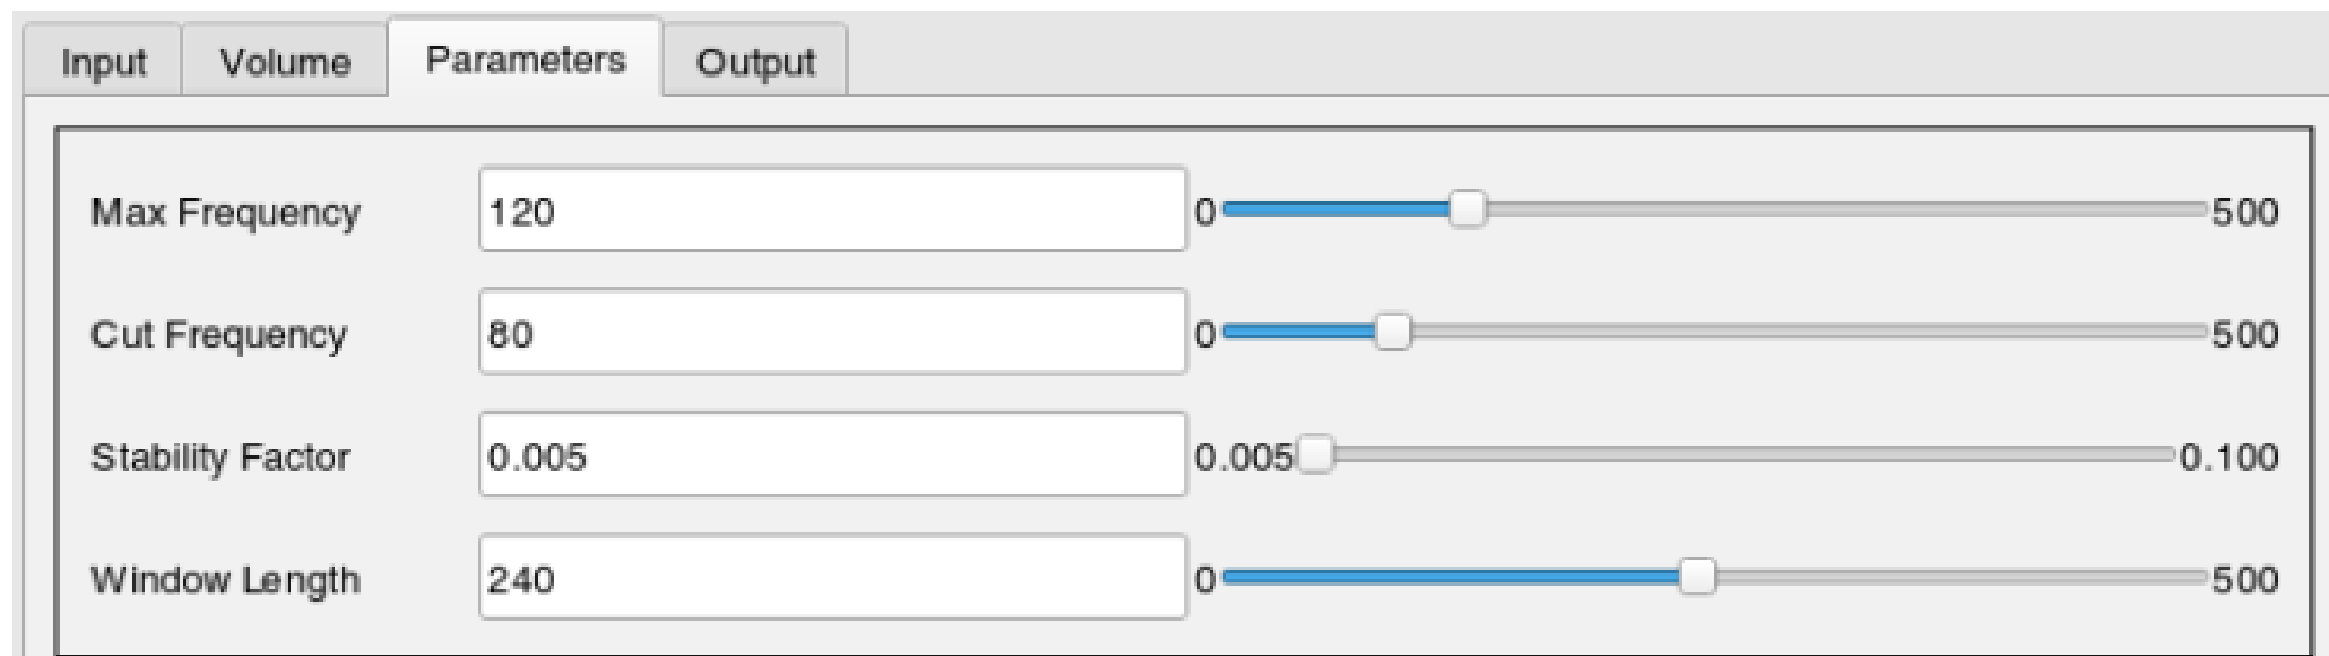 Input Volume Parameters Output
Max Frequency 120 0 500
Cut Frequency 80 0 500
Stability Factor 0.005 0.005 0.100
Window Length 240 0 500